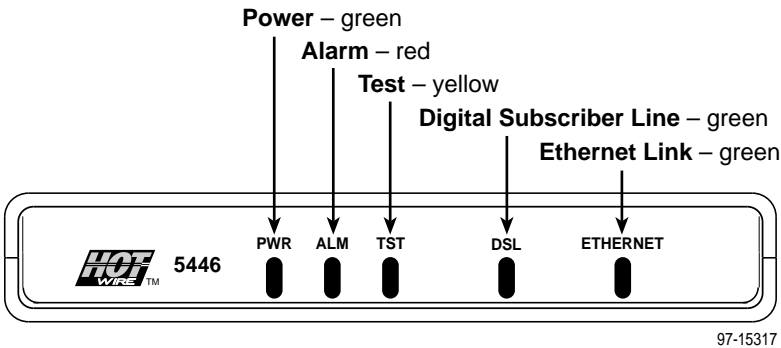 Power – green
Alarm – red
Test – yellow
Digital Subscriber Line – green
Ethernet Link – green
HOT WIRE TM 5446 PWR ALM TST DSL ETHERNET
97-15317